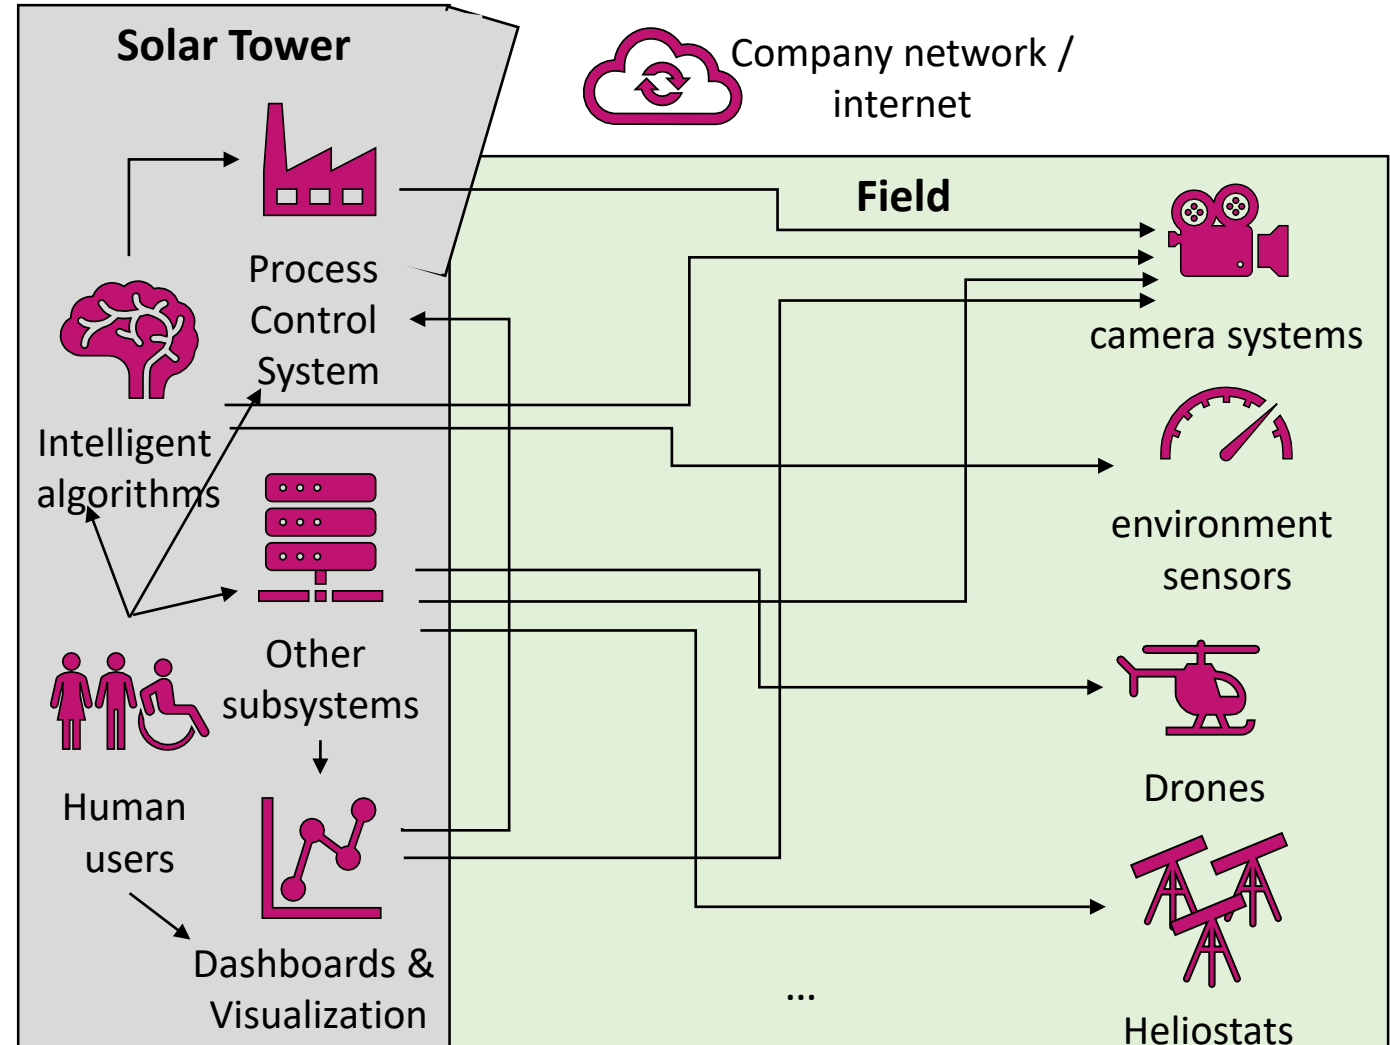 Solar Tower
Company network /
internet
Field
Process
Control
System
camera systems
Intelligent
algorithms
environment
sensors
Other
subsystems
Drones
Human
users
Dashboards &
Visualization
...
Heliostats